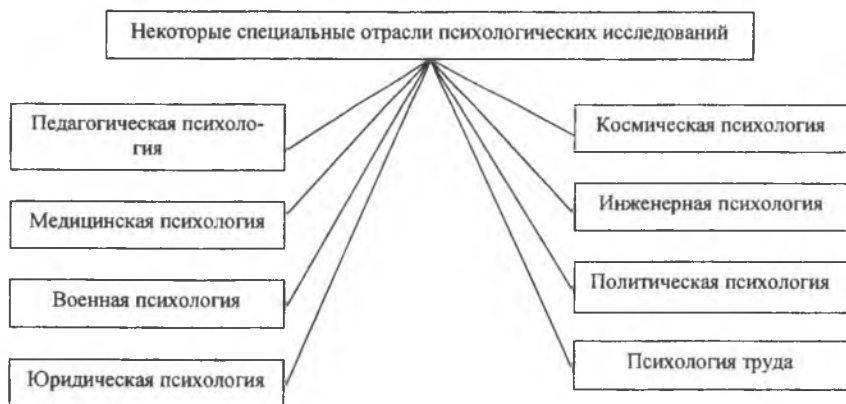 Некоторые специальные отрасли психологических исследований
Педагогическая психоло-
гия
Медицинская психология
Военная психология
Юридическая психология
Космическая психология
Инженерная психология
Политическая психология
Психология труда